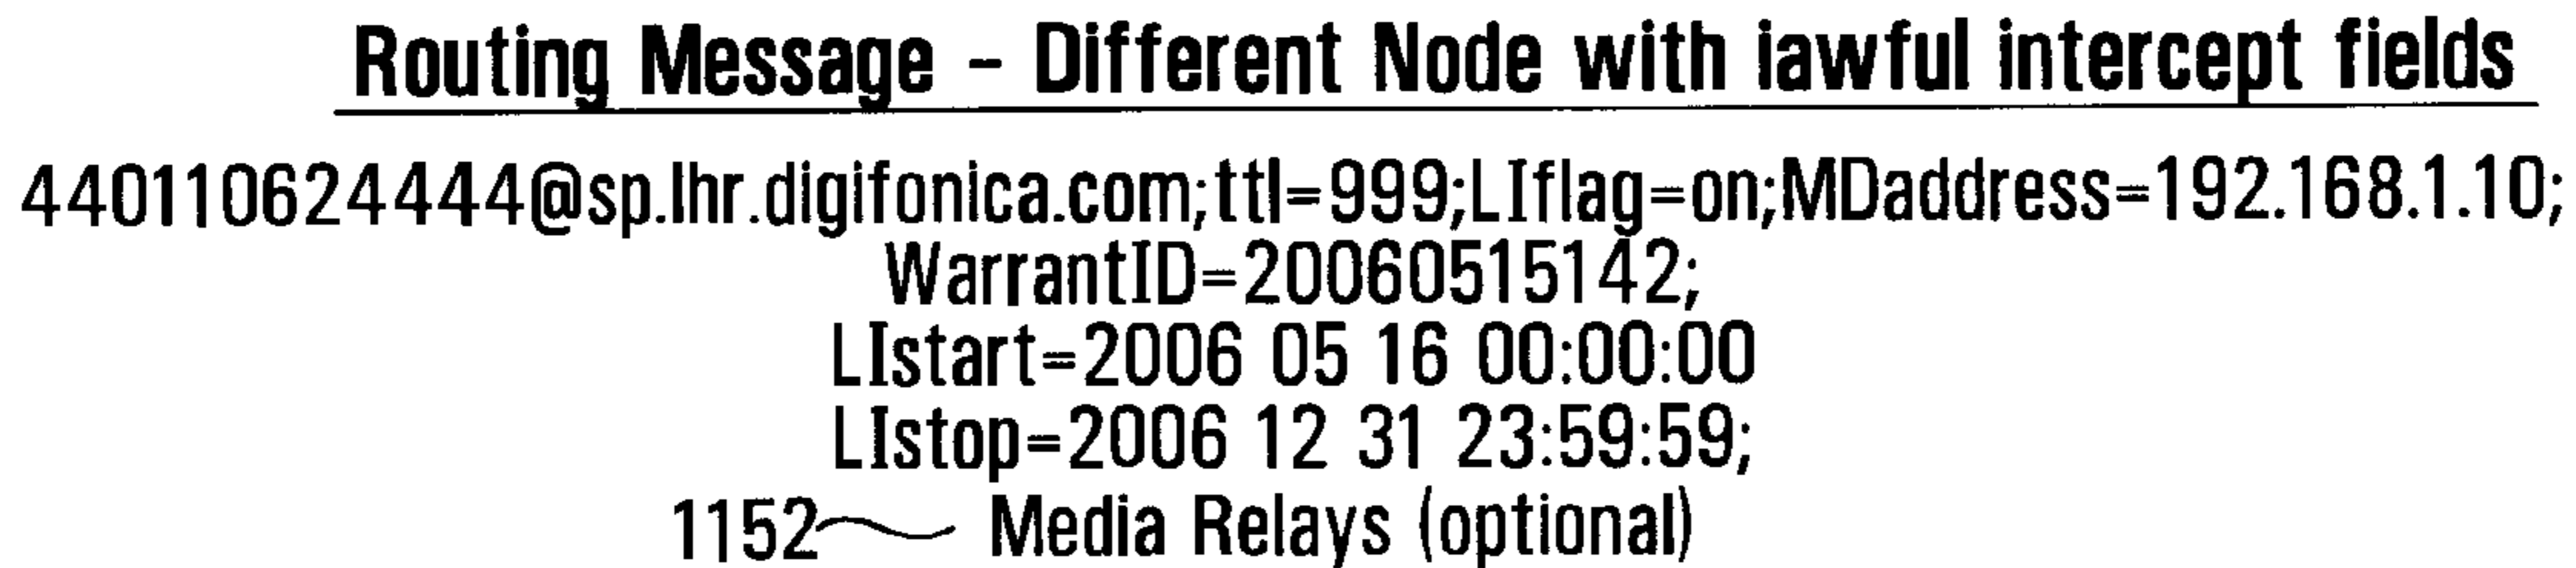 Routing Message - Different Node with iawful intercept fields
440110624444@sp.lhr.digifonica.com;ttl=999;LIflag=on;MDaddress=192.168.1.10;
WarrantID=20060515142;
LIstart=2006 05 16 00:00:00
LIstop=2006 12 31 23:59:59;
1152 Media Relays (optional)